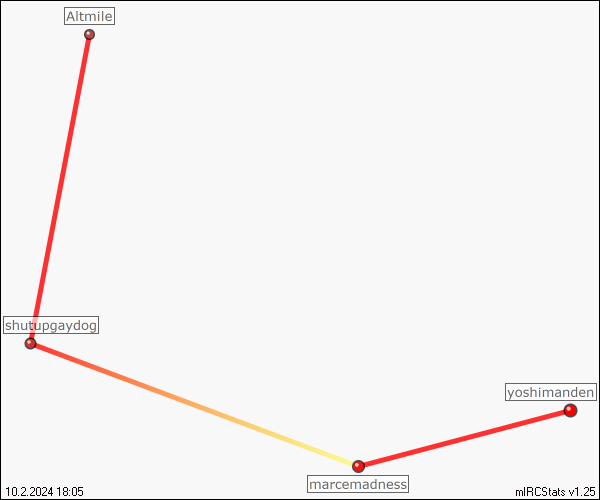 Altmile
shutupgaydog
yoshimanden
marcemadness
10.2.2024 18:05
mIRCStats v1.25